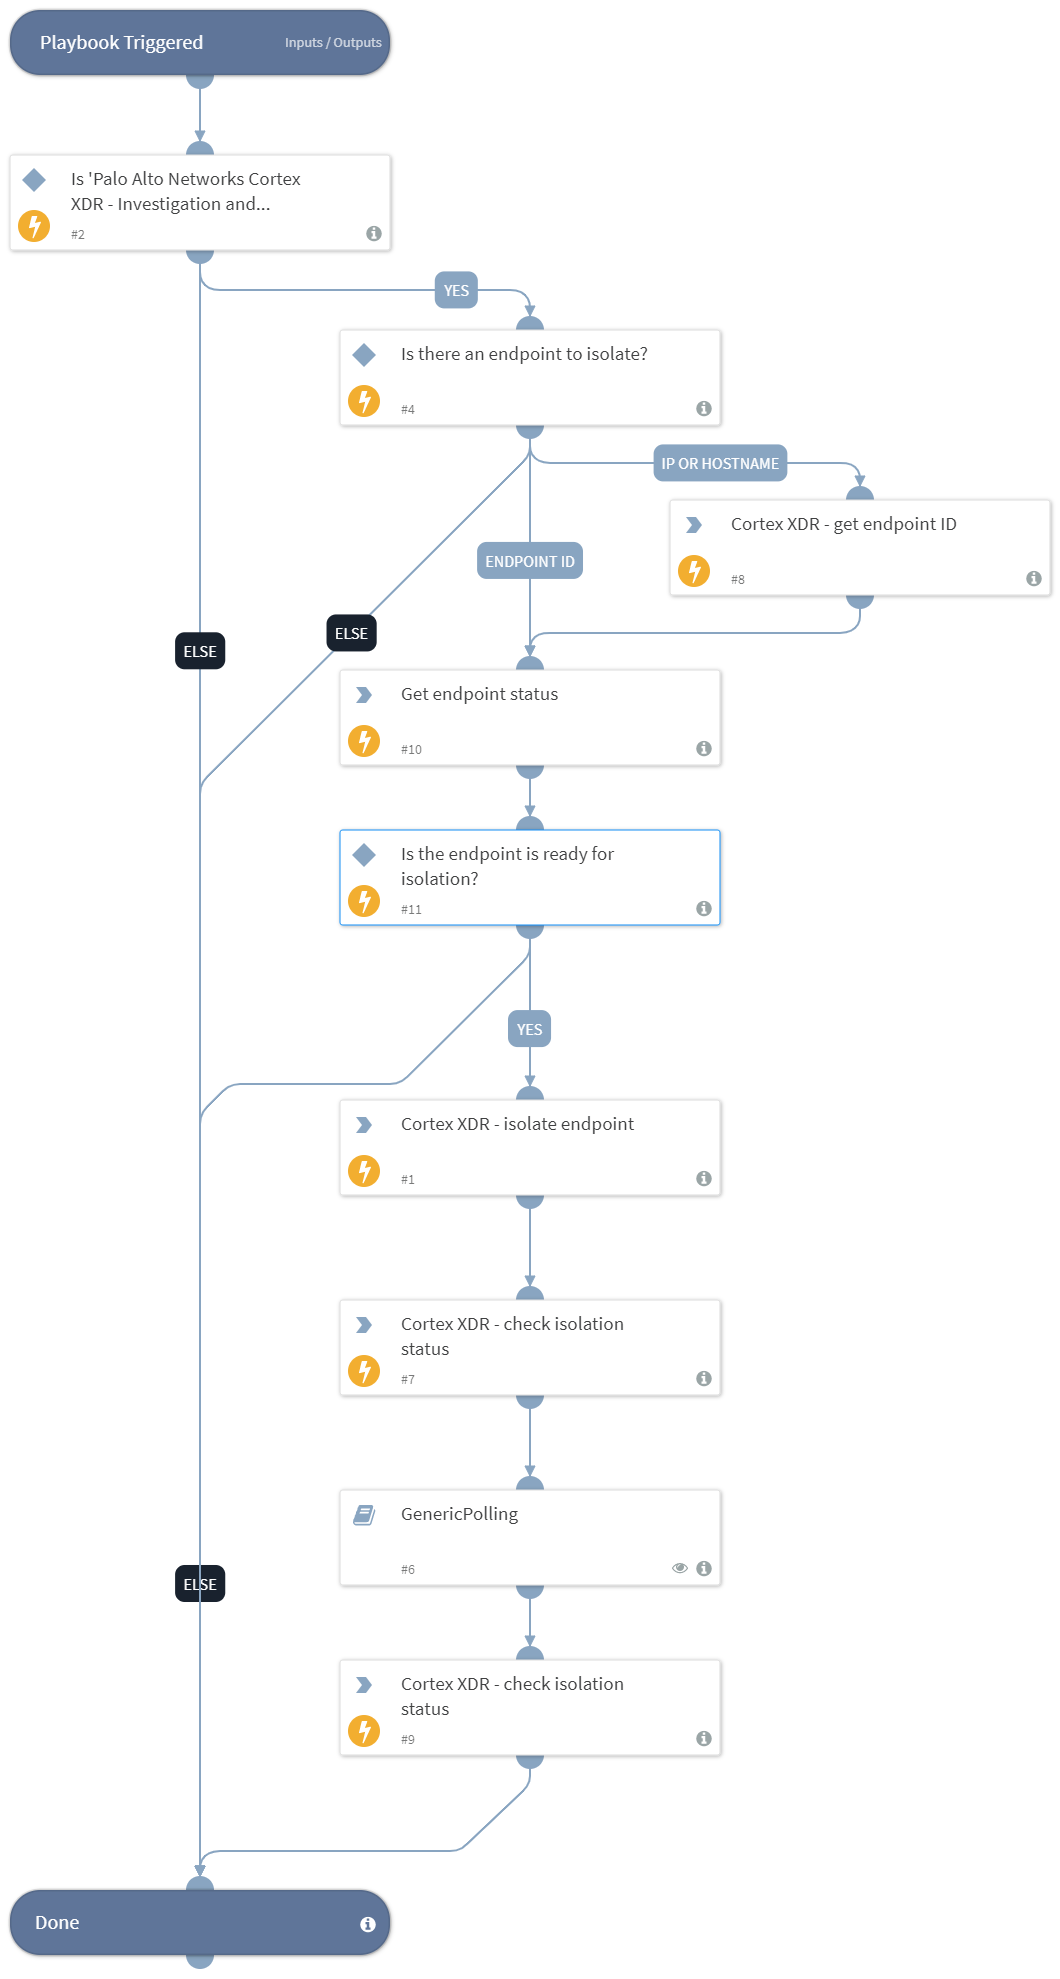 Playbook Triggered
Inputs / Outputs
Is 'Palo Alto Networks Cortex
XDR - Investigation and...
#2
YES
Is there an endpoint to isolate?
#4
IP OR HOSTNAME
Cortex XDR - get endpoint ID
#8
ENDPOINT ID
ELSE
ELSE
Get endpoint status
#10
Is the endpoint is ready for
isolation?
#11
YES
Cortex XDR - isolate endpoint
#1
Cortex XDR - check isolation
status
#7
GenericPolling
#6
ELSE
Cortex XDR - check isolation
status
#9
Done